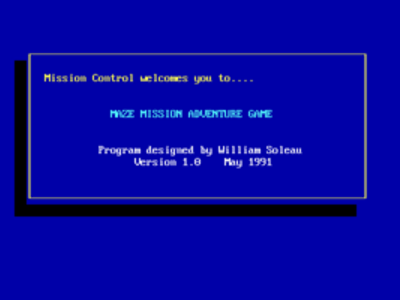 Mission Control welcomes you to....
MAZE MISSION ADVENTURE GAME
Program designed by William Soleau
Version 1.0 May 1991